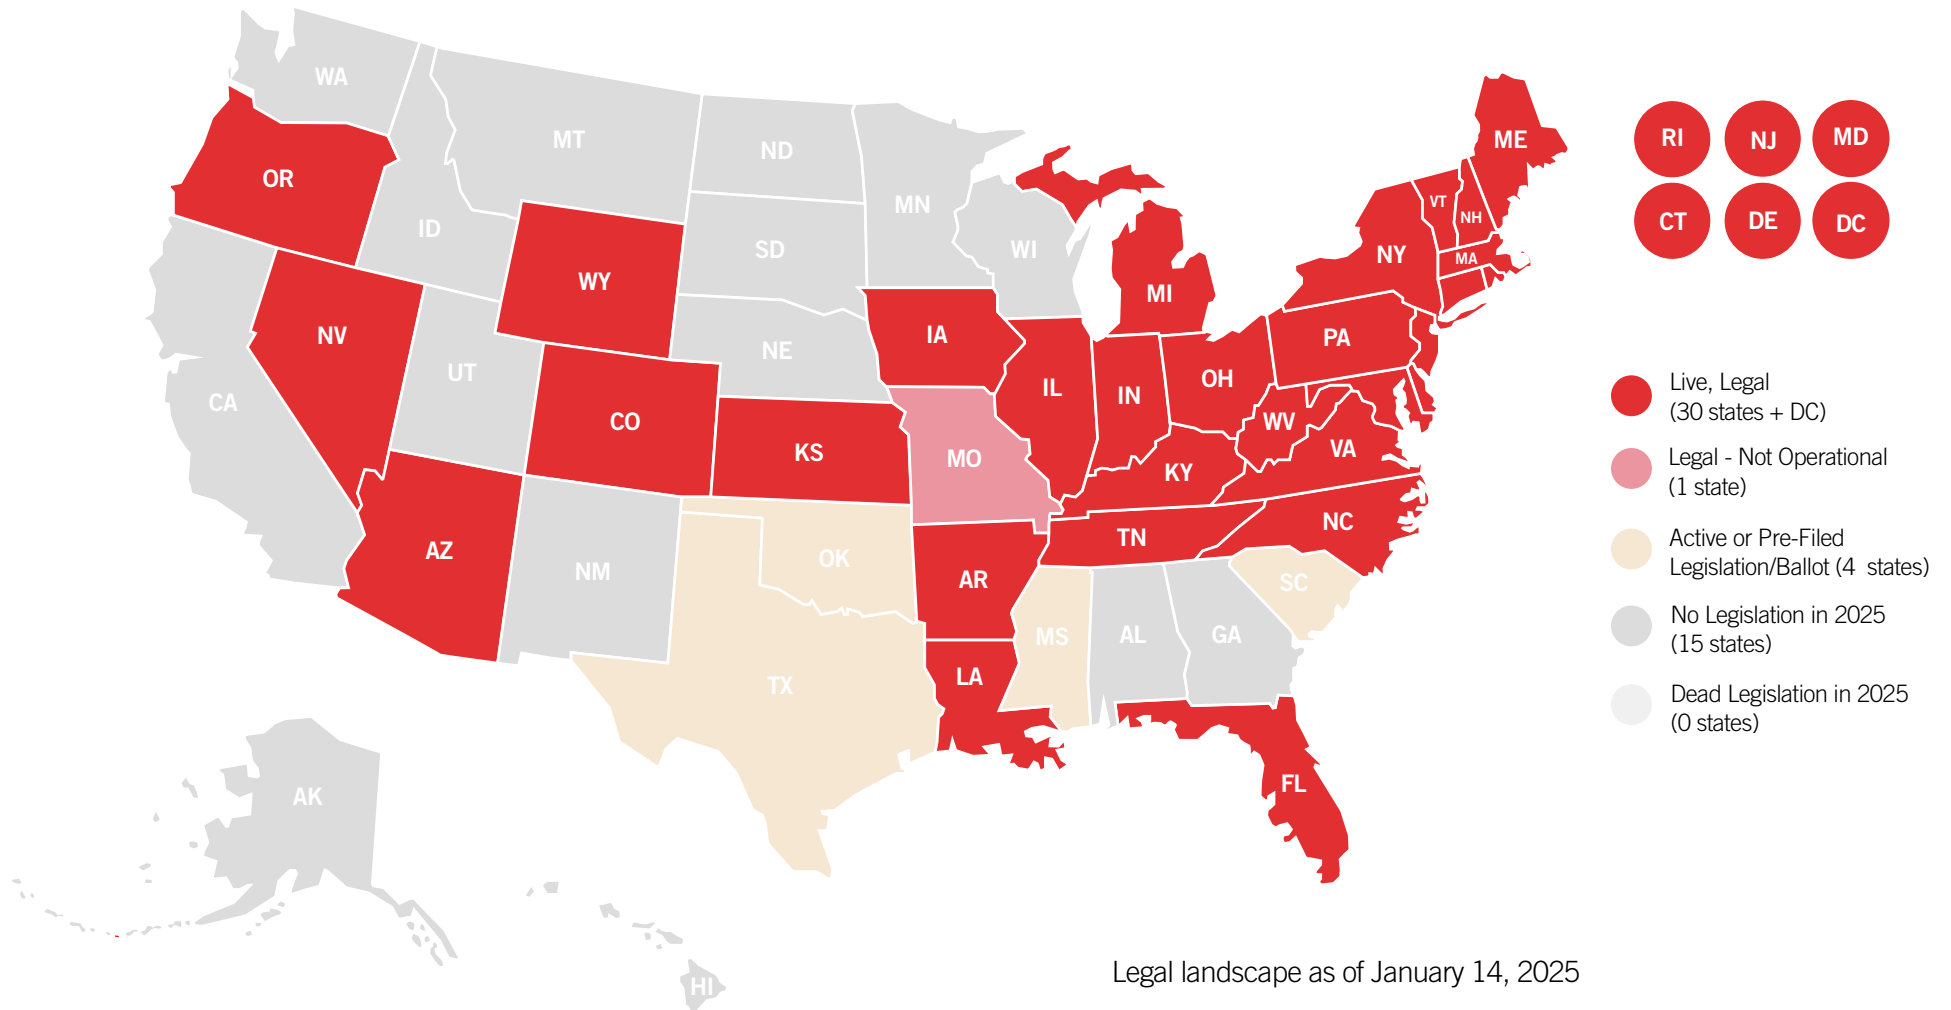 WA
MT
ND
OR
ID
MN
SD
WI
WY
NV
UT
NE
IA
MI
CA
CO
KS
MO
IL
IN
OH
PA
NY
VT
NH
MA
ME
WV
VA
KY
NC
TN
AZ
NM
OK
AR
SC
MS
AL
GA
TX
LA
FL
AK
HI
RI
NJ
MD
CT
DE
DC
Live, Legal
(30 states + DC)
Legal - Not Operational
(1 state)
Active or Pre-Filed
Legislation/Ballot (4 states)
No Legislation in 2025
(15 states)
Dead Legislation in 2025
(0 states)
Legal landscape as of January 14, 2025